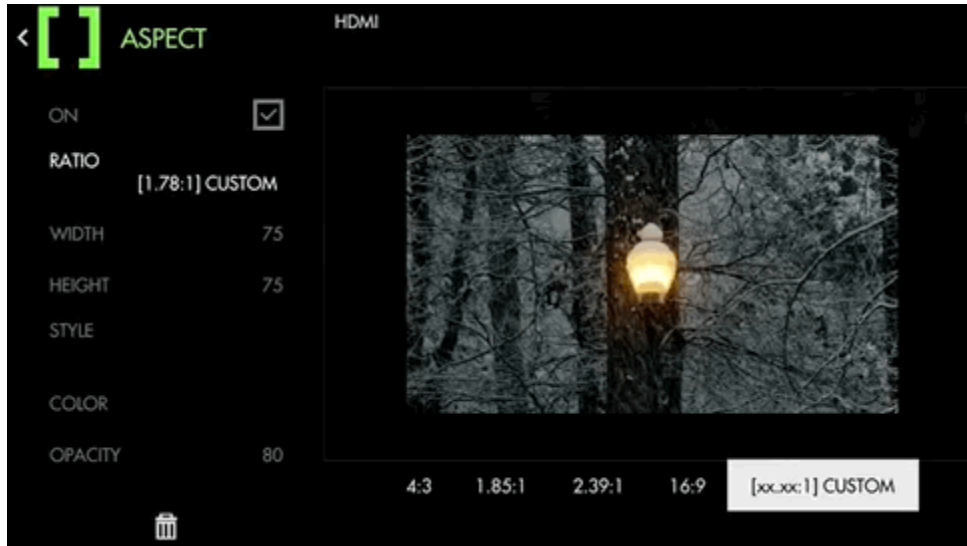 ASPECT
HDMI
ON
RATIO
[1.78:1] CUSTOM
WIDTH 75
HEIGHT 75
STYLE
COLOR
OPACITY 80
4:3 1.85:1 2.39:1 16:9 [xx.xx:1] CUSTOM